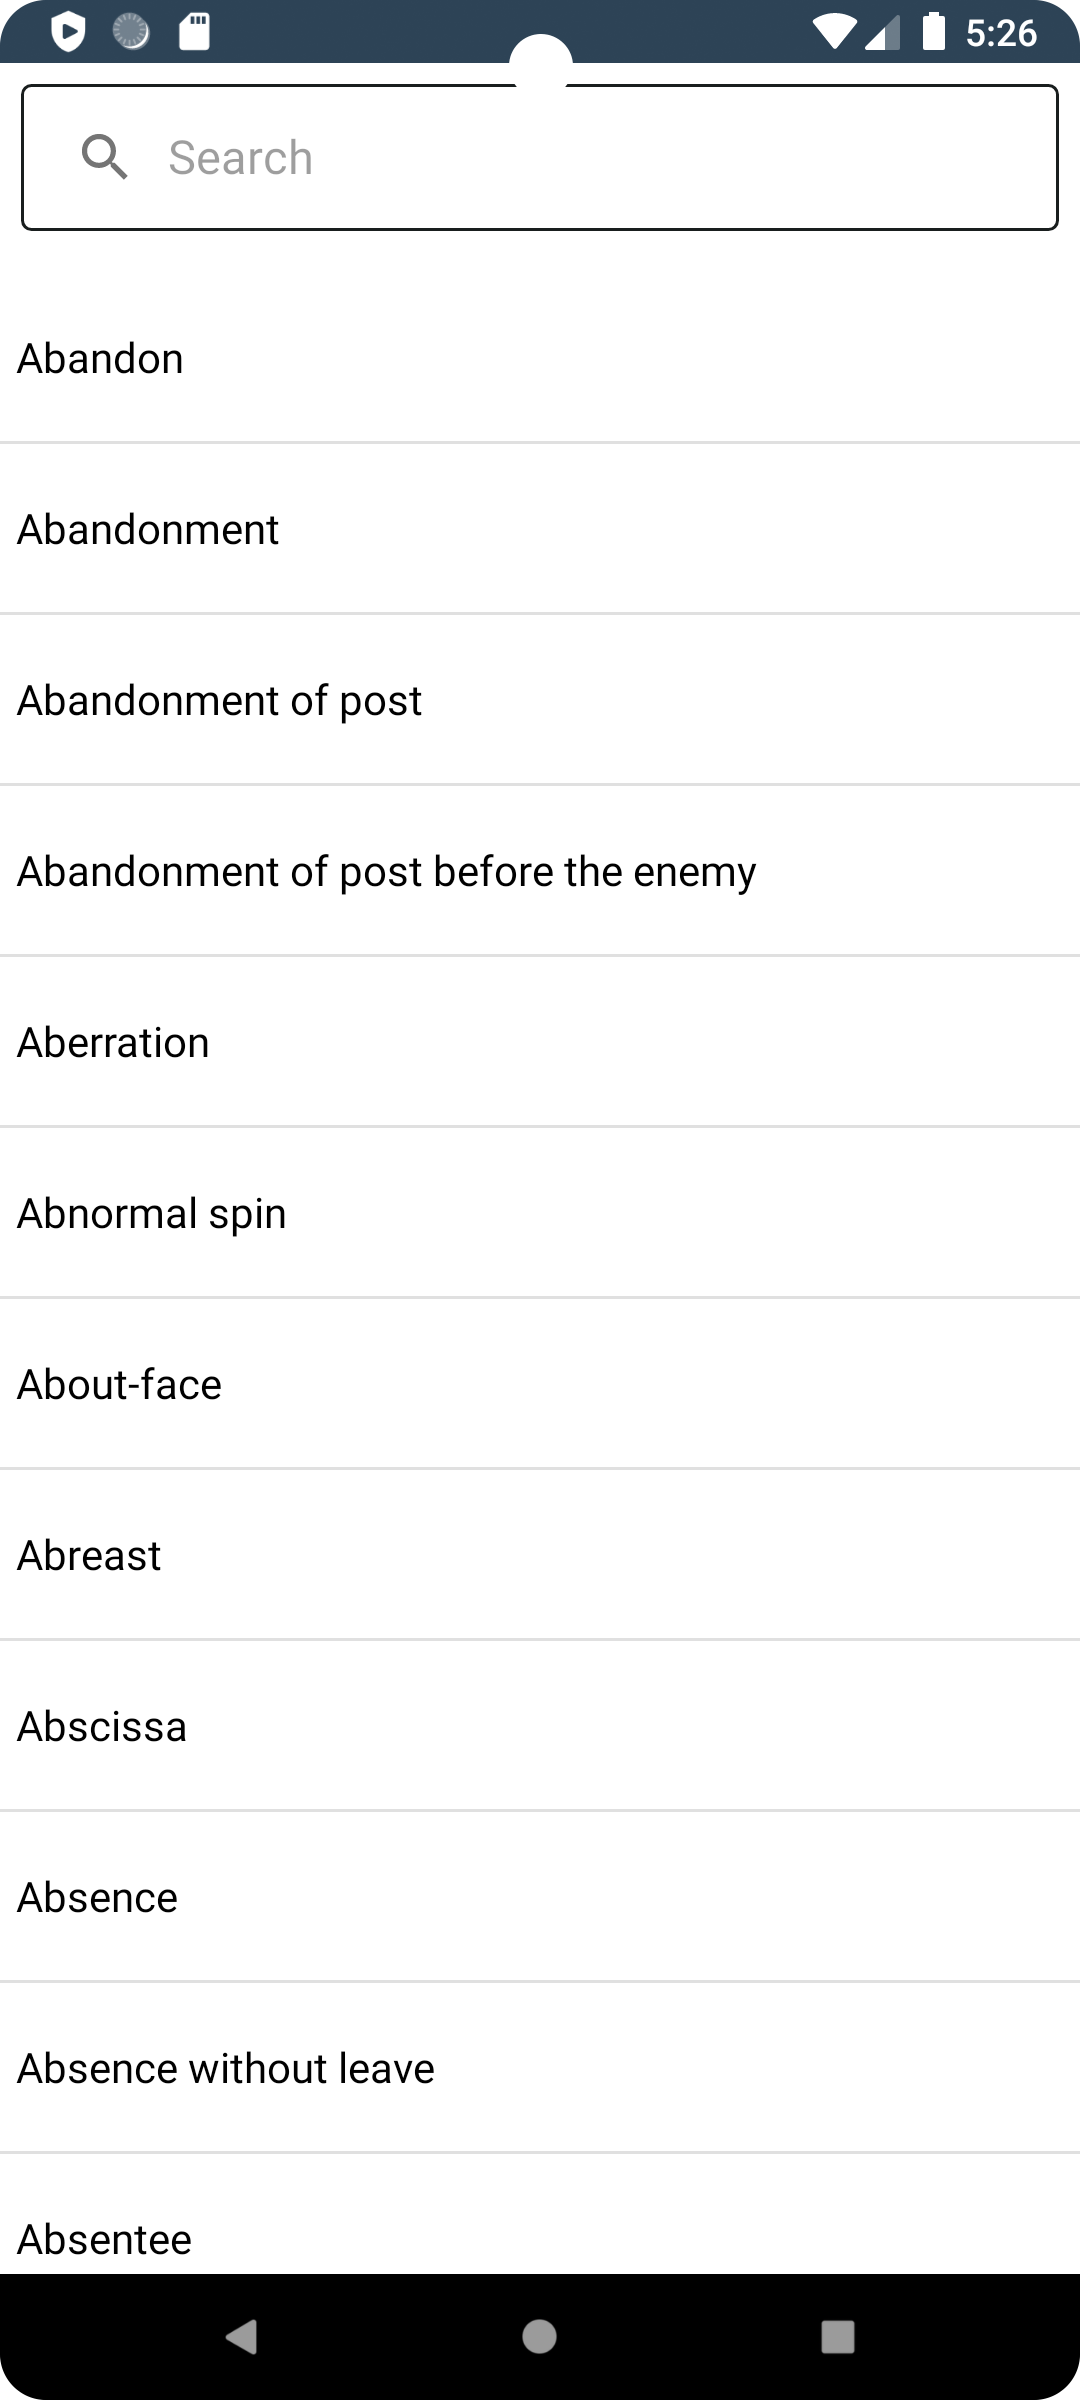 5:26
Search
Abandon
Abandonment
Abandonment of post
Abandonment of post before the enemy
Aberration
Abnormal spin
About-face
Abreast
Abscissa
Absence
Absence without leave
Absentee